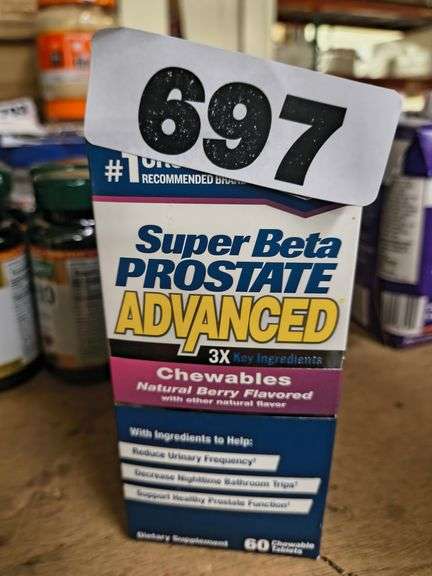 697
#1
RECOMMENDED
Super Beta
PROSTATE
ADVANCED
3X Key Ingredients
Chewables
Natural Berry Flavored
with other natural flavor
With Ingredients to Help:
Reduce Urinary Frequency†
Decrease Nighttime Bathroom Trips†
Support Healthy Prostate Function†
Dietary Supplement
60 Chewable
Tablets